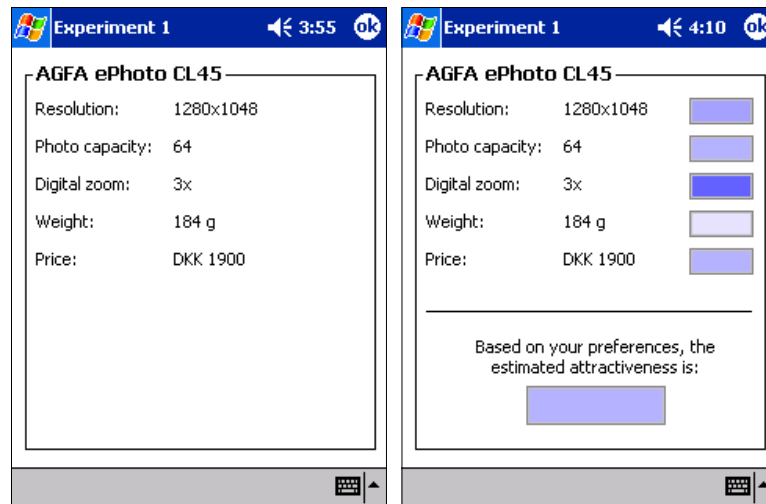 Experiment 1 3:55 ok
AGFA ePhoto CL45
Resolution: 1280x1048
Photo capacity: 64
Digital zoom: 3x
Weight: 184 g
Price: DKK 1900
Experiment 1 4:10 ok
AGFA ePhoto CL45
Resolution: 1280x1048
Photo capacity: 64
Digital zoom: 3x
Weight: 184 g
Price: DKK 1900
Based on your preferences, the
estimated attractiveness is: